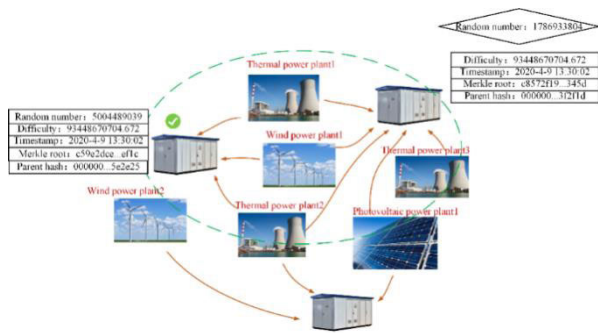 Random number：1786933804
Difficulty：93448670704.672
Timestamp：2020-4-9 13:30:02
Merkle root：c8572f19...345d
Parent hash：000000...3f2f1d
Thermal power plant1
Random number：5004489039
Difficulty：93448670704.672
Timestamp：2020-4-9 13:30:02
Merkle root：c59e2dce...ef1c
Parent hash：000000...5e2e25
Wind power plant1
Thermal power plant3
Wind power plant2
Thermal power plant2
Photovoltaic power plant1